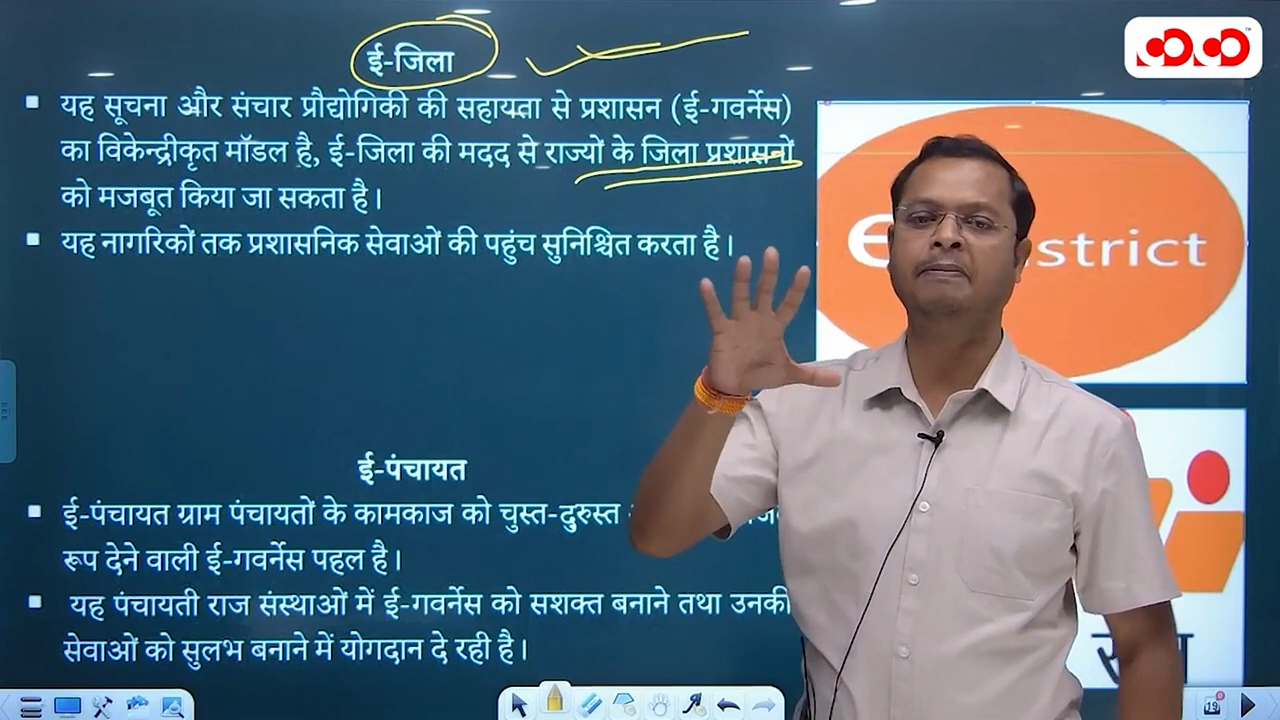 ई-जिला
यह सूचना और संचार प्रौद्योगिकी की सहायता से प्रशासन (ई-गवर्नेस)
का विकेन्द्रीकृत मॉडल है, ई-जिला की मदद से राज्यों के जिला प्रशासनों
को मजबूत किया जा सकता है।
यह नागरिकों तक प्रशासनिक सेवाओं की पहुंच सुनिश्चित करता है।
strict
ई-पंचायत
ई-पंचायत ग्राम पंचायतों के कामकाज को चुस्त-दुरुस्त
रूप देने वाली ई-गवर्नेस पहल है।
यह पंचायती राज संस्थाओं में ई-गवर्नेस को सशक्त बनाने तथा उनकी
सेवाओं को सुलभ बनाने में योगदान दे रही है।
19